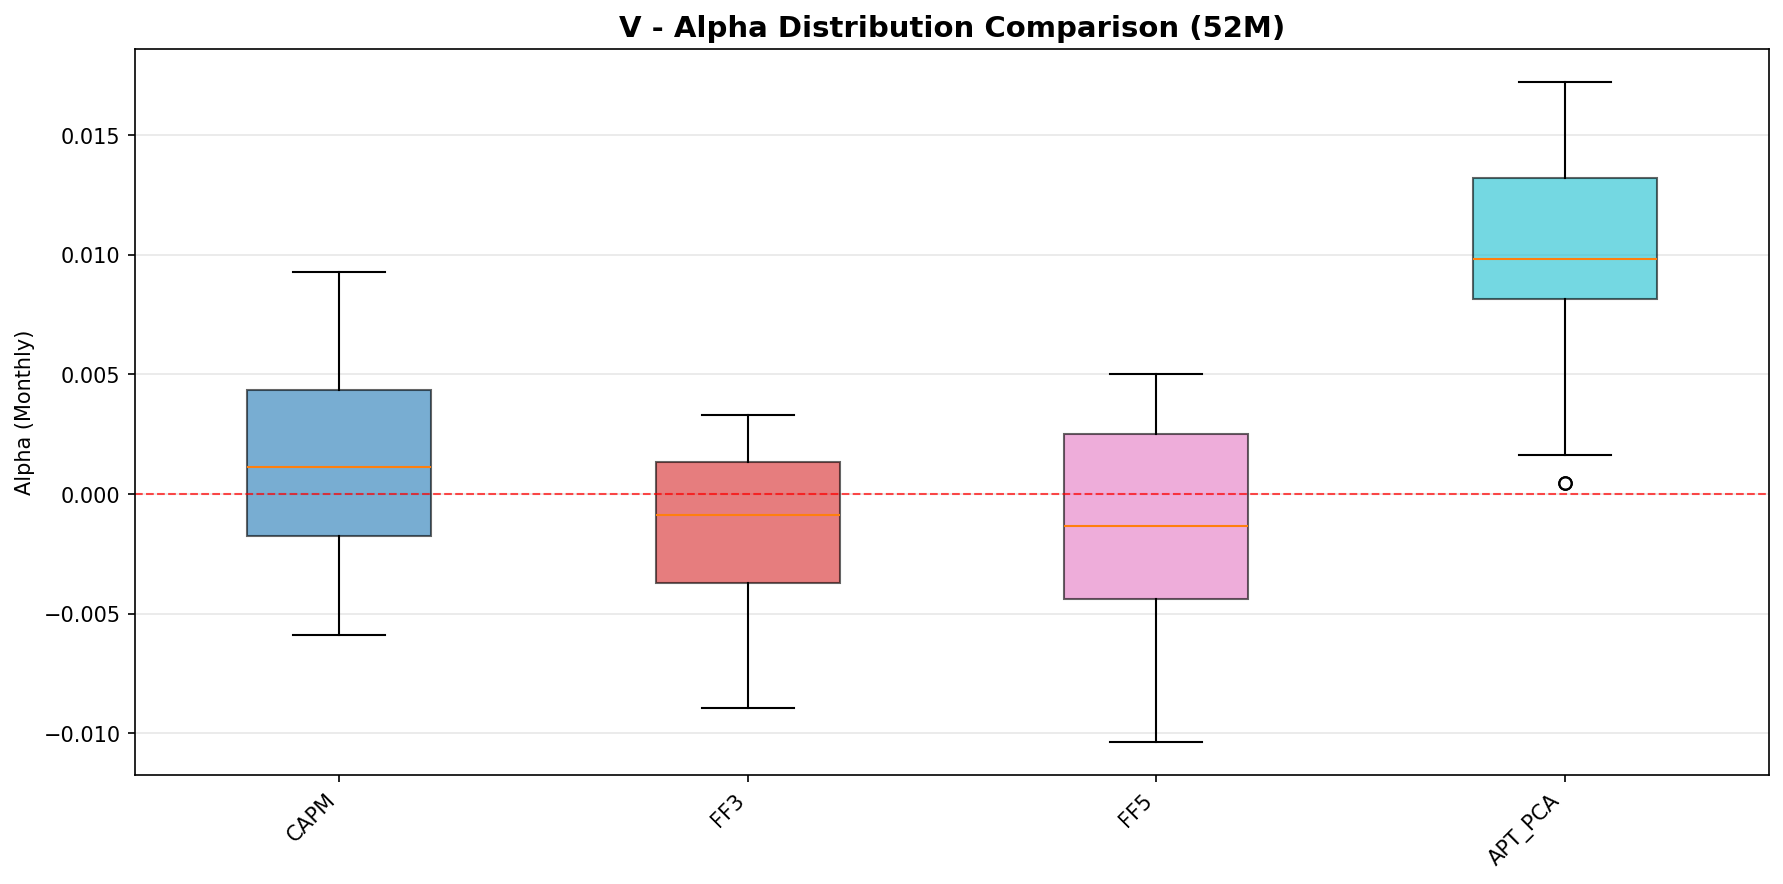 V - Alpha Distribution Comparison (52M)
Alpha (Monthly)
0.015
0.010
0.005
0.000
−0.005
−0.010
CAPM
FF3
FF5
APT_PCA